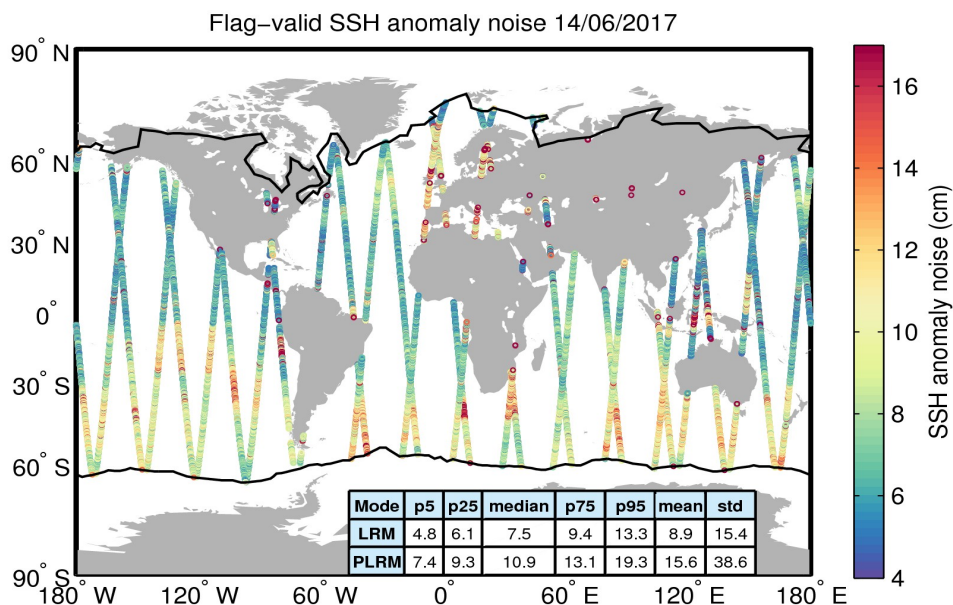 Flag−valid SSH anomaly noise 14/06/2017
90° N
60° N
30° N
0°
30° S
60° S
90° S
180° W 120° W 60° W 0° 60° E 120° E 180° E
Mode p5 p25 median p75 p95 mean std
LRM 4.8 6.1 7.5 9.4 13.3 8.9 15.4
PLRM 7.4 9.3 10.9 13.1 19.3 15.6 38.6
16
14
12
10
8
6
4
SSH anomaly noise (cm)